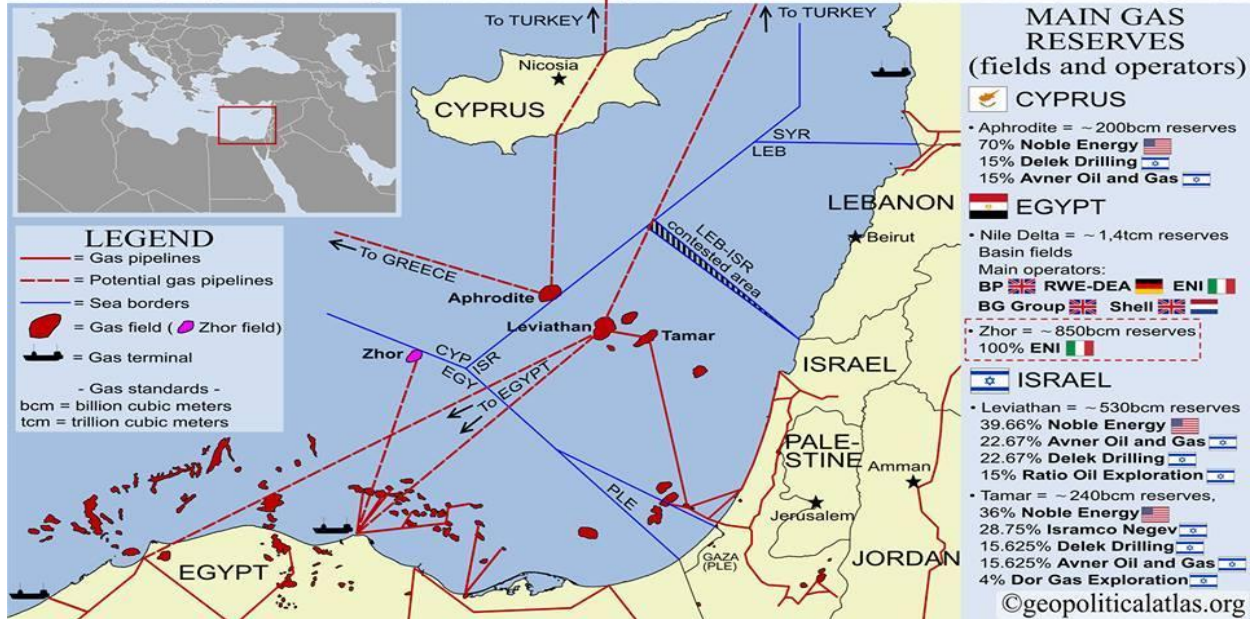 To TURKEY
To TURKEY
Nicosia
CYPRUS
SYR
LEB
LEBANON
Beirut
LEB-ISR
contested area
To GREECE
Aphrodite
Leviathan
Tamar
Zhor
CYP
ISR
EGY
To EGYPT
ISRAEL
PALE-
STINE
Amman
Jerusalem
PLE
GAZA
(PLE)
JORDAN
EGYPT
LEGEND
= Gas pipelines
= Potential gas pipelines
= Sea borders
= Gas field ( Zhor field)
= Gas terminal
- Gas standards -
bcm = billion cubic meters
tcm = trillion cubic meters
MAIN GAS
RESERVES
(fields and operators)
CYPRUS
• Aphrodite = ~200bcm reserves
70% Noble Energy
15% Delek Drilling
15% Avner Oil and Gas
EGYPT
• Nile Delta = ~1,4tcm reserves
Basin fields
Main operators:
BP RWE-DEA ENI
BG Group Shell
• Zhor = ~850bcm reserves
100% ENI
ISRAEL
• Leviathan = ~530bcm reserves
39.66% Noble Energy
22.67% Avner Oil and Gas
22.67% Delek Drilling
15% Ratio Oil Exploration
• Tamar = ~240bcm reserves,
36% Noble Energy
28.75% Isramco Negev
15.625% Delek Drilling
15.625% Avner Oil and Gas
4% Dor Gas Exploration
©geopoliticalatlas.org